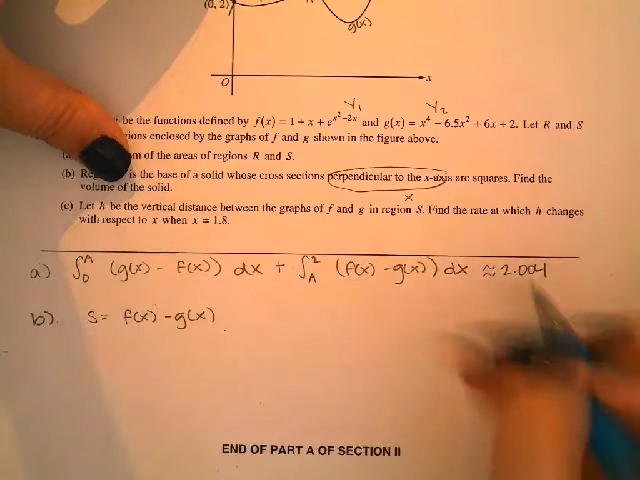 (0, 2)
g(x)
O
x
Y₁ Y₂
be the functions defined by f(x) = 1 + x + e^(x²−2x) and g(x) = x⁴ − 6.5x² + 6x + 2. Let R and S
ions enclosed by the graphs of f and g shown in the figure above.
m of the areas of regions R and S.
(b) Re is the base of a solid whose cross sections perpendicular to the x-axis are squares. Find the
volume of the solid.
x
(c) Let h be the vertical distance between the graphs of f and g in region S. Find the rate at which h changes
with respect to x when x = 1.8.
a) ∫₀ᴬ (g(x) - f(x)) dx + ∫ₐ² (f(x) - g(x)) dx ≈ 2.004
b). S = f(x) - g(x)
END OF PART A OF SECTION II